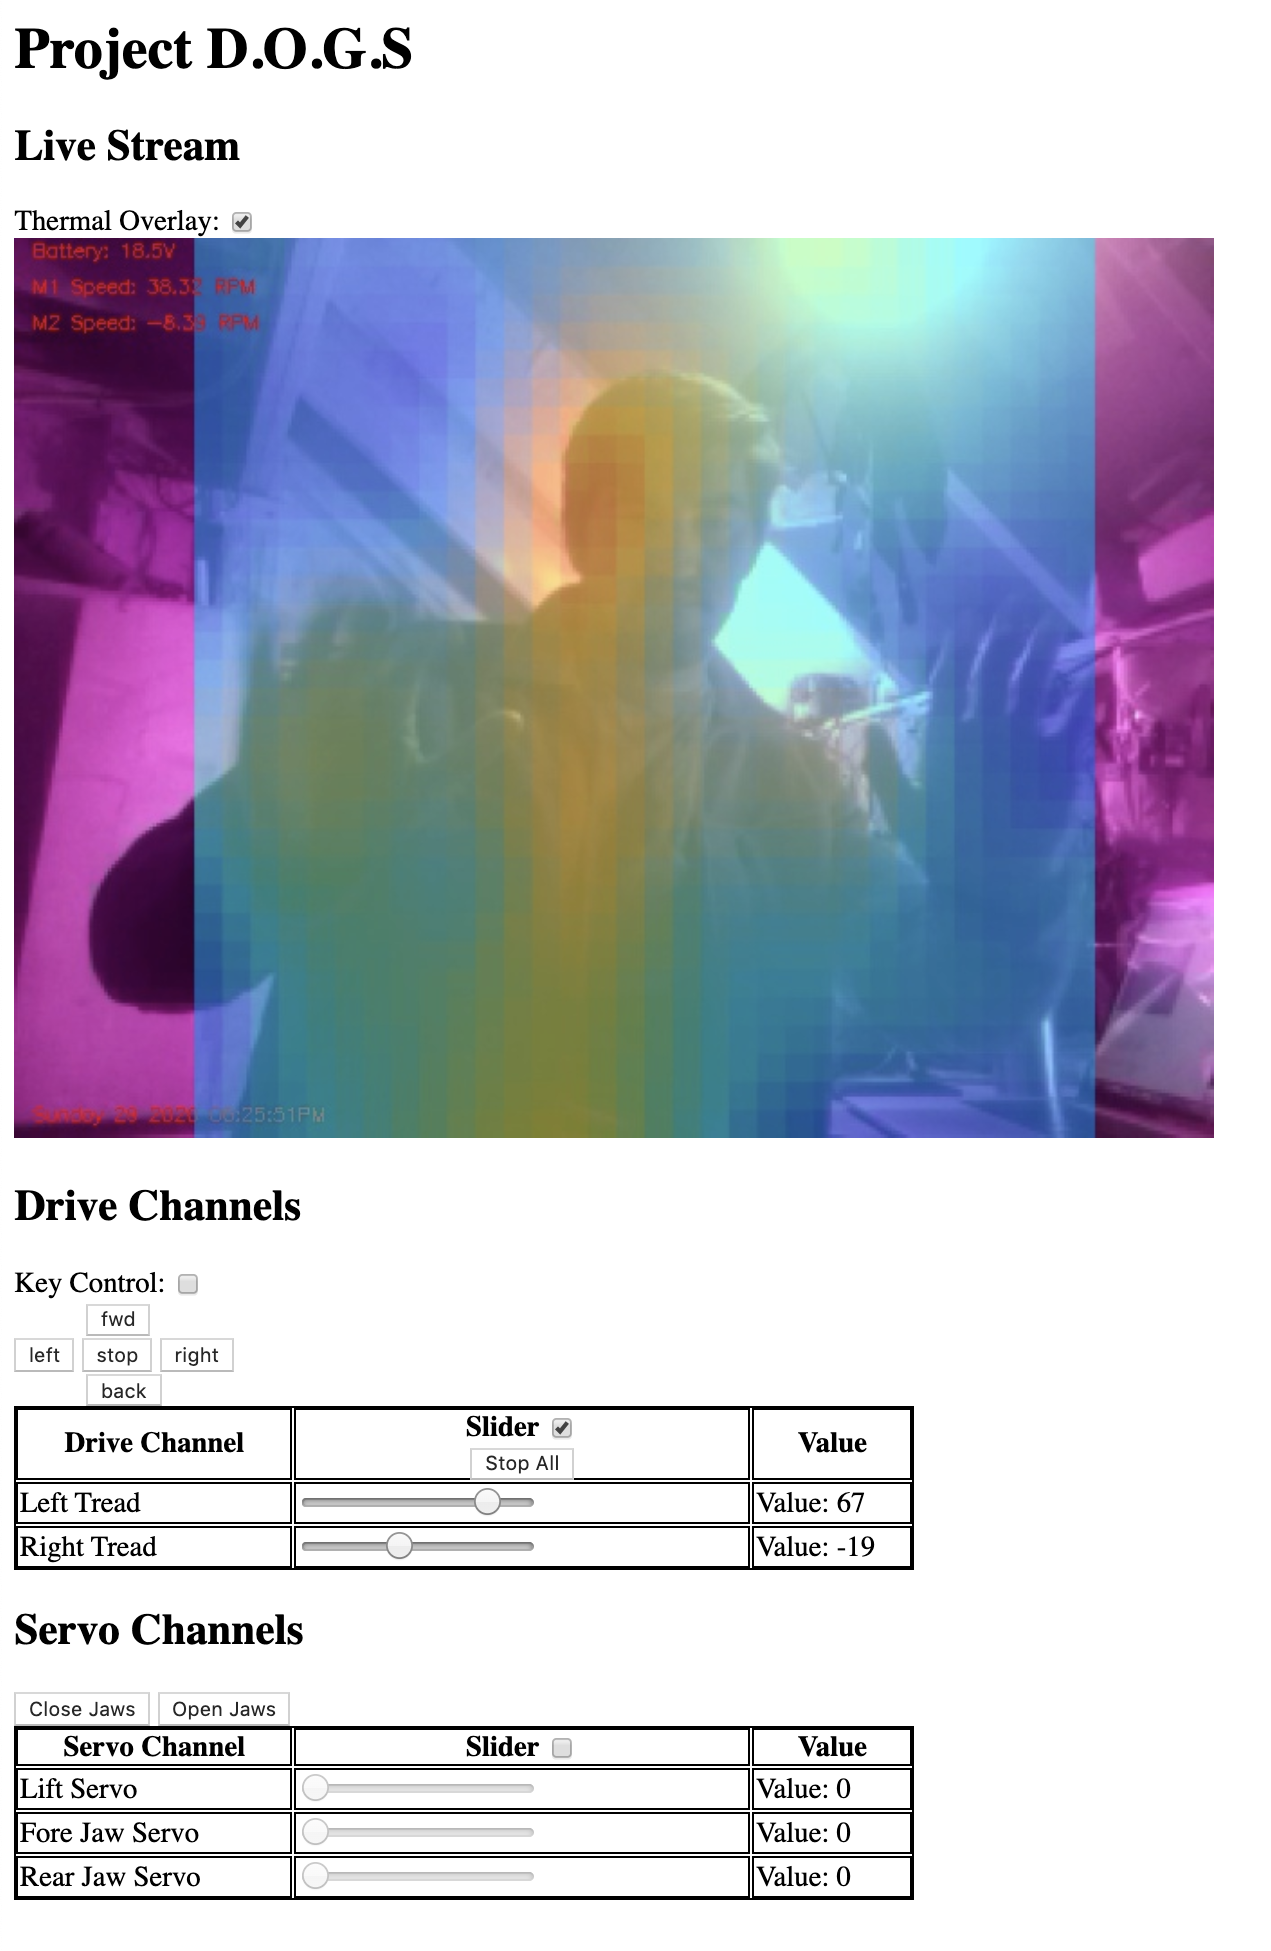 Project D.O.G.S
Live Stream
Thermal Overlay:
Battery: 18.5V
M1 Speed: 38.32 RPM
M2 Speed: -8.39 RPM
Sunday 29 2020 06:25:51PM
Drive Channels
Key Control:
fwd
left stop right
back
Drive Channel Slider Value
Stop All
Left Tread Value: 67
Right Tread Value: -19
Servo Channels
Close Jaws Open Jaws
Servo Channel Slider Value
Lift Servo Value: 0
Fore Jaw Servo Value: 0
Rear Jaw Servo Value: 0